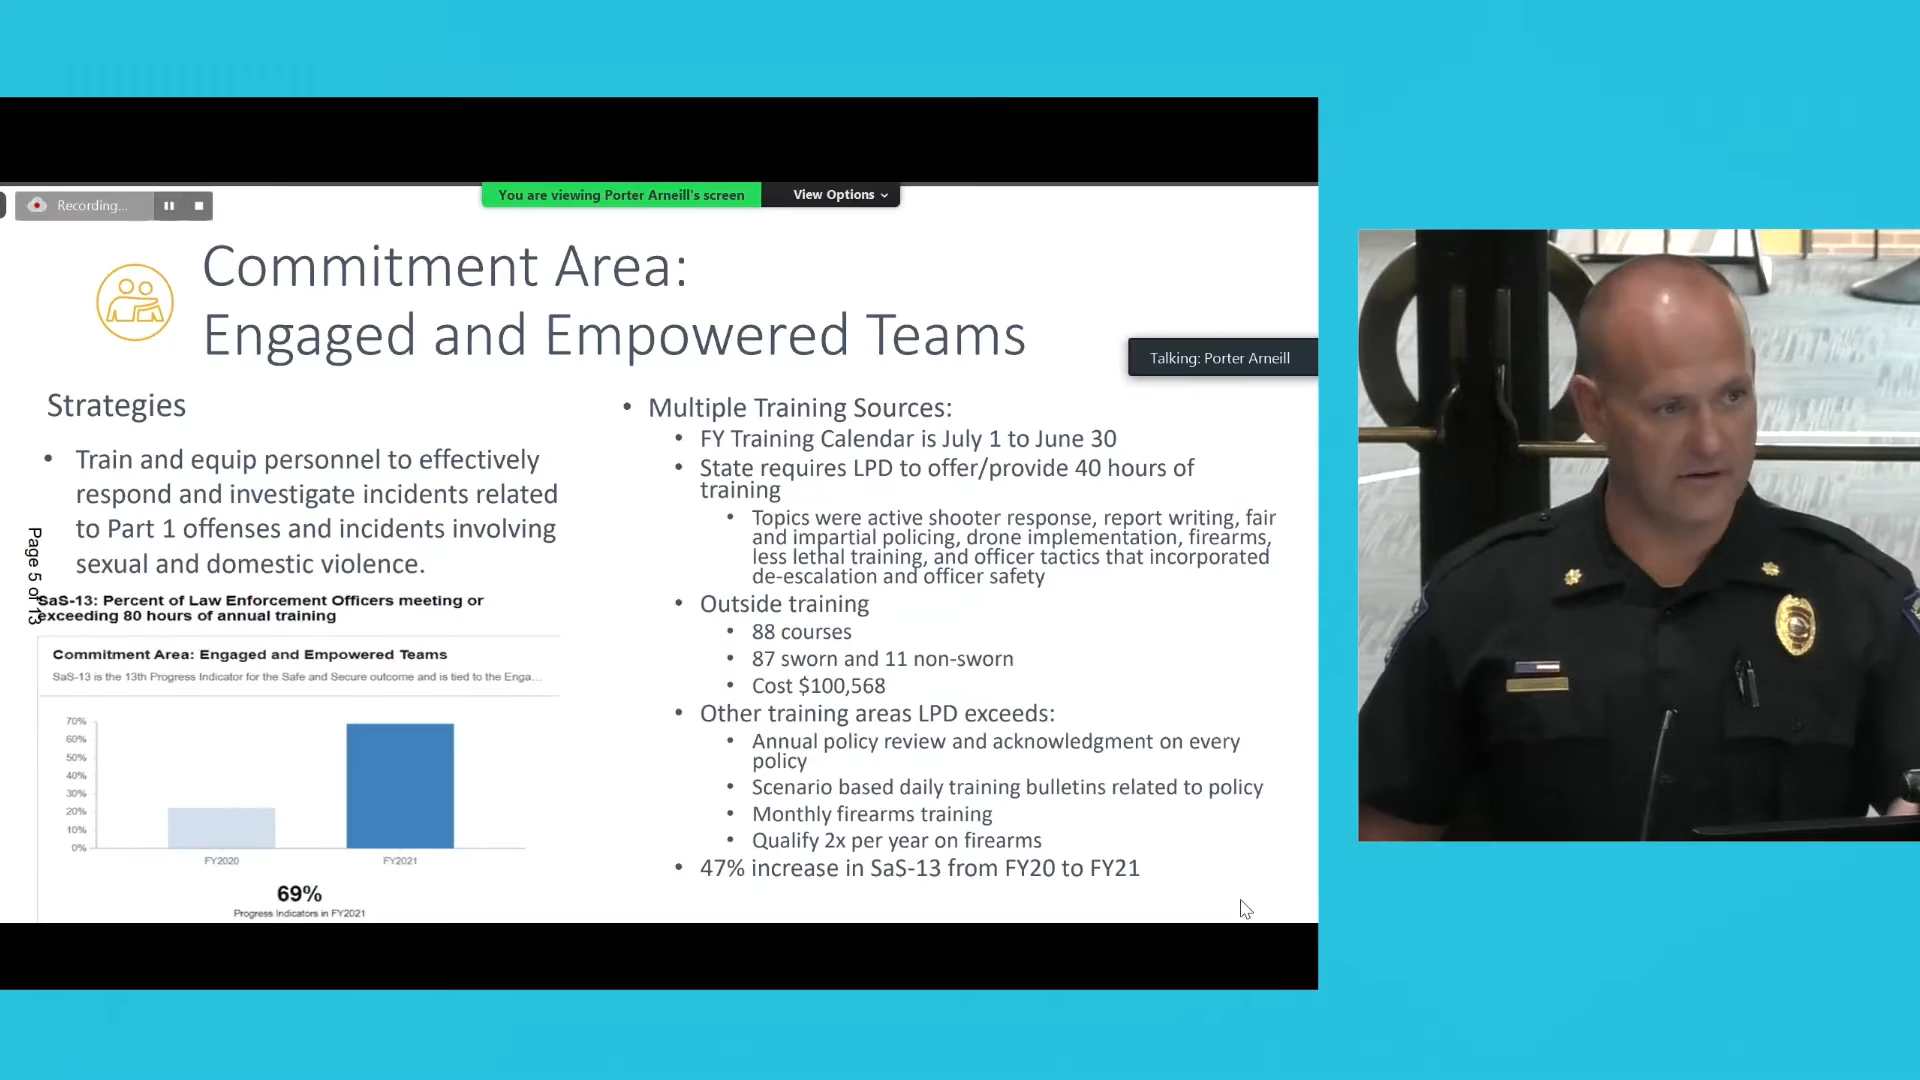 Recording...
You are viewing Porter Arneill's screen
View Options
Commitment Area:
Engaged and Empowered Teams
Talking: Porter Arneill
Strategies
• Train and equip personnel to effectively
respond and investigate incidents related
to Part 1 offenses and incidents involving
sexual and domestic violence.
Page 5 of 13
SaS-13: Percent of Law Enforcement Officers meeting or
exceeding 80 hours of annual training
Commitment Area: Engaged and Empowered Teams
SaS-13 is the 13th Progress Indicator for the Safe and Secure outcome and is tied to the Enga...
70%
60%
50%
40%
30%
20%
10%
0%
FY2020
FY2021
69%
Progress Indicators in FY2021
• Multiple Training Sources:
• FY Training Calendar is July 1 to June 30
• State requires LPD to offer/provide 40 hours of
training
• Topics were active shooter response, report writing, fair
and impartial policing, drone implementation, firearms,
less lethal training, and officer tactics that incorporated
de-escalation and officer safety
• Outside training
• 88 courses
• 87 sworn and 11 non-sworn
• Cost $100,568
• Other training areas LPD exceeds:
• Annual policy review and acknowledgment on every
policy
• Scenario based daily training bulletins related to policy
• Monthly firearms training
• Qualify 2x per year on firearms
• 47% increase in SaS-13 from FY20 to FY21